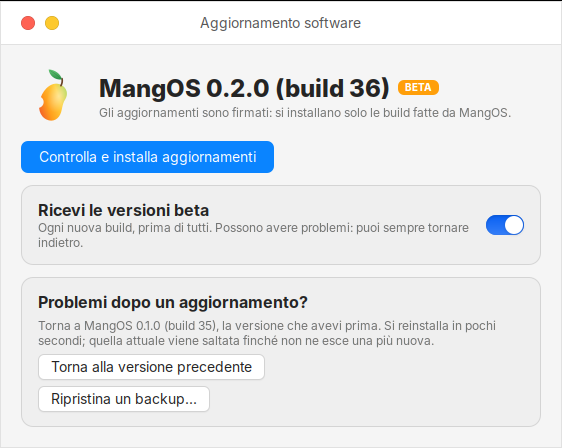 Aggiornamento software
MangOS 0.2.0 (build 36) BETA
Gli aggiornamenti sono firmati: si installano solo le build fatte da MangOS.
Controlla e installa aggiornamenti
Ricevi le versioni beta
Ogni nuova build, prima di tutti. Possono avere problemi: puoi sempre tornare
indietro.
Problemi dopo un aggiornamento?
Torna a MangOS 0.1.0 (build 35), la versione che avevi prima. Si reinstalla in pochi
secondi; quella attuale viene saltata finché non ne esce una più nuova.
Torna alla versione precedente
Ripristina un backup...